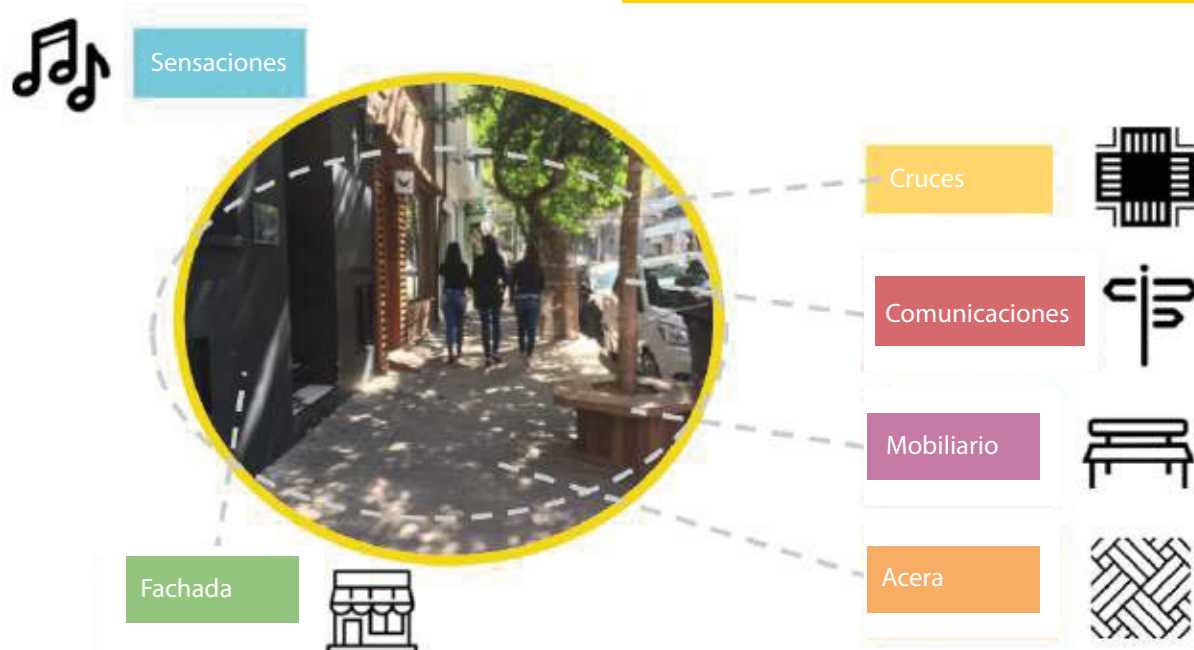 Sensaciones
Cruces
Comunicaciones
Mobiliario
Acera
Fachada